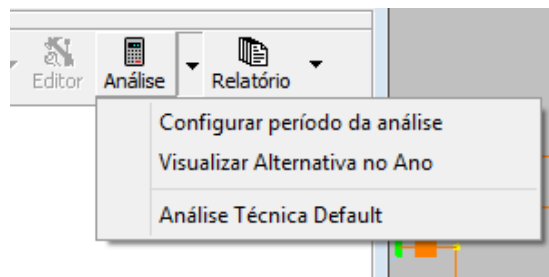 Editor Análise Relatório
Configurar período da análise
Visualizar Alternativa no Ano
Análise Técnica Default